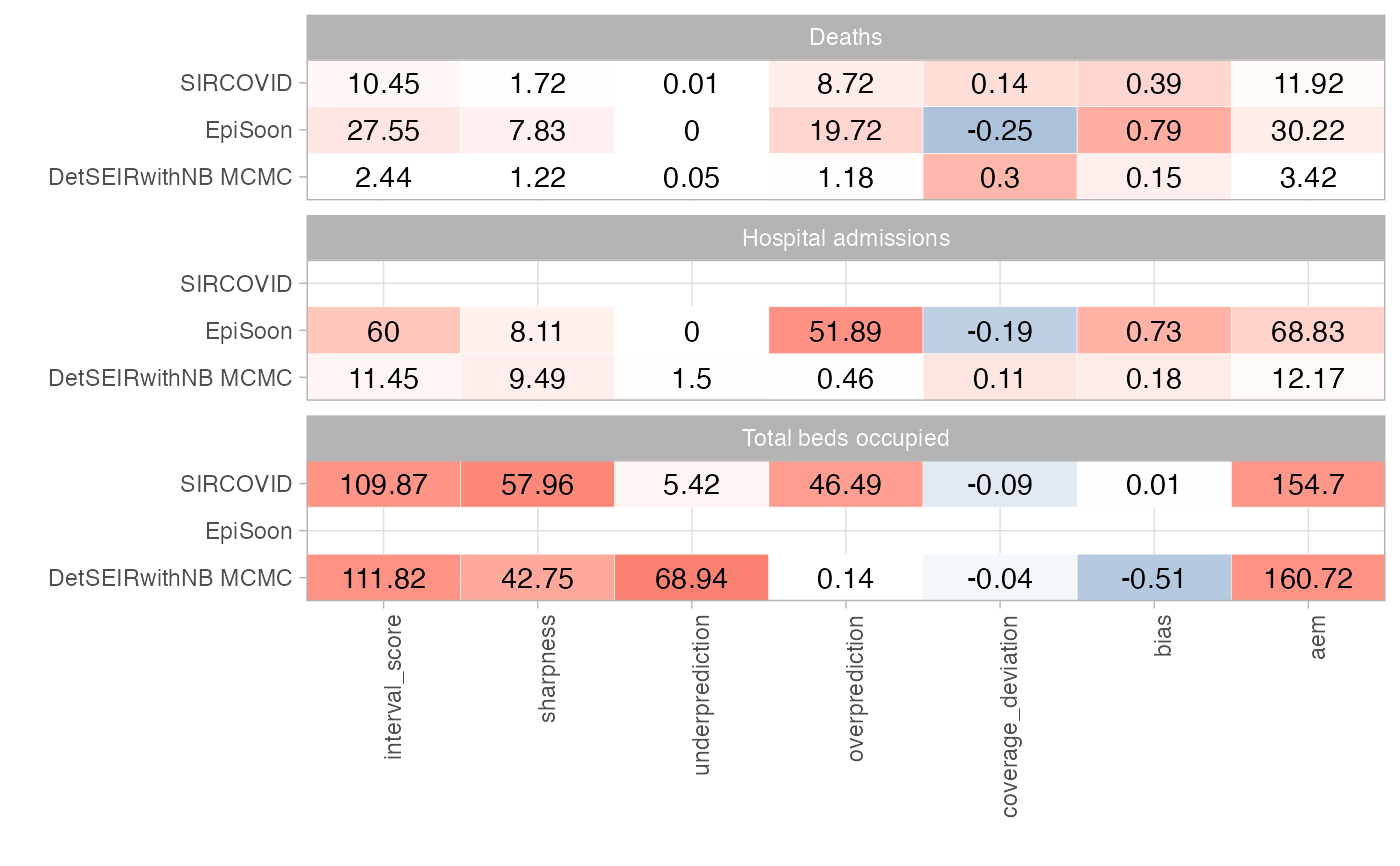 Deaths
SIRCOVID 10.45 1.72 0.01 8.72 0.14 0.39 11.92
EpiSoon 27.55 7.83 0 19.72 -0.25 0.79 30.22
DetSEIRwithNB MCMC 2.44 1.22 0.05 1.18 0.3 0.15 3.42
Hospital admissions
SIRCOVID
EpiSoon 60 8.11 0 51.89 -0.19 0.73 68.83
DetSEIRwithNB MCMC 11.45 9.49 1.5 0.46 0.11 0.18 12.17
Total beds occupied
SIRCOVID 109.87 57.96 5.42 46.49 -0.09 0.01 154.7
EpiSoon
DetSEIRwithNB MCMC 111.82 42.75 68.94 0.14 -0.04 -0.51 160.72
interval_score
sharpness
underprediction
overprediction
coverage_deviation
bias
aem